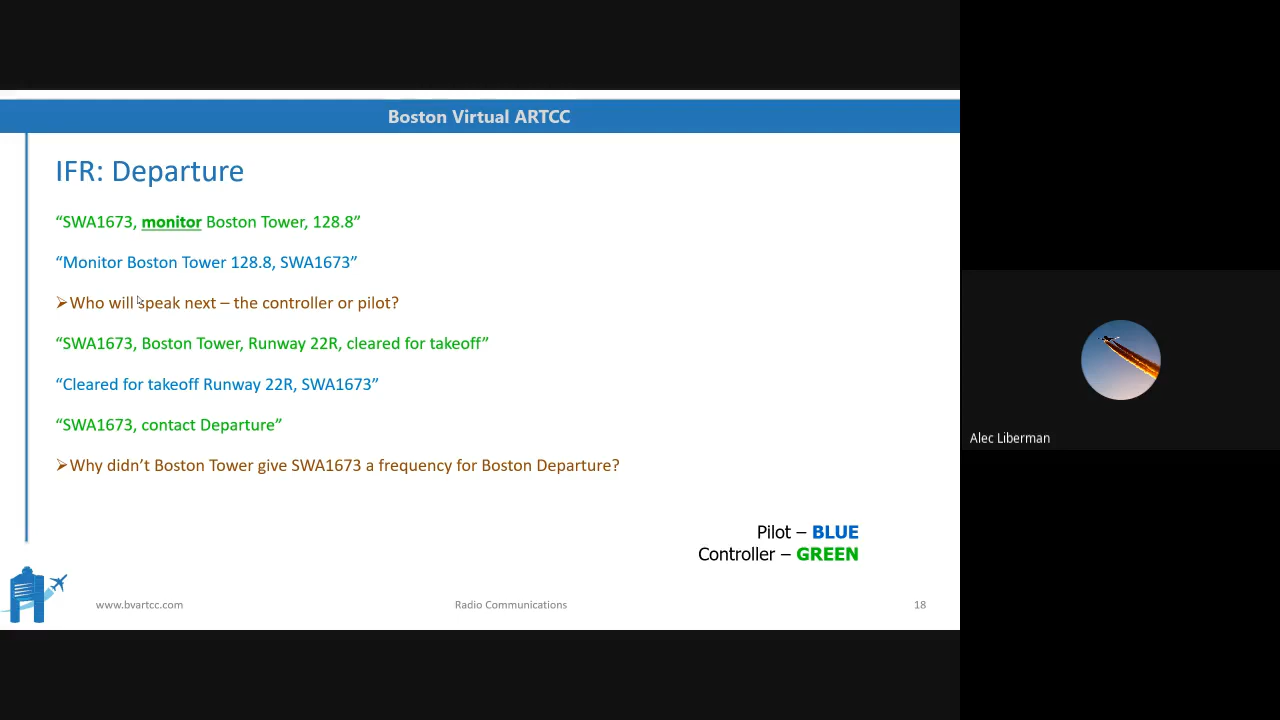 Boston Virtual ARTCC
IFR: Departure
“SWA1673, monitor Boston Tower, 128.8”
“Monitor Boston Tower 128.8, SWA1673”
➢Who will speak next – the controller or pilot?
“SWA1673, Boston Tower, Runway 22R, cleared for takeoff”
“Cleared for takeoff Runway 22R, SWA1673”
“SWA1673, contact Departure”
➢Why didn’t Boston Tower give SWA1673 a frequency for Boston Departure?
Pilot – BLUE
Controller – GREEN
www.bvartcc.com
Radio Communications
18
Alec Liberman